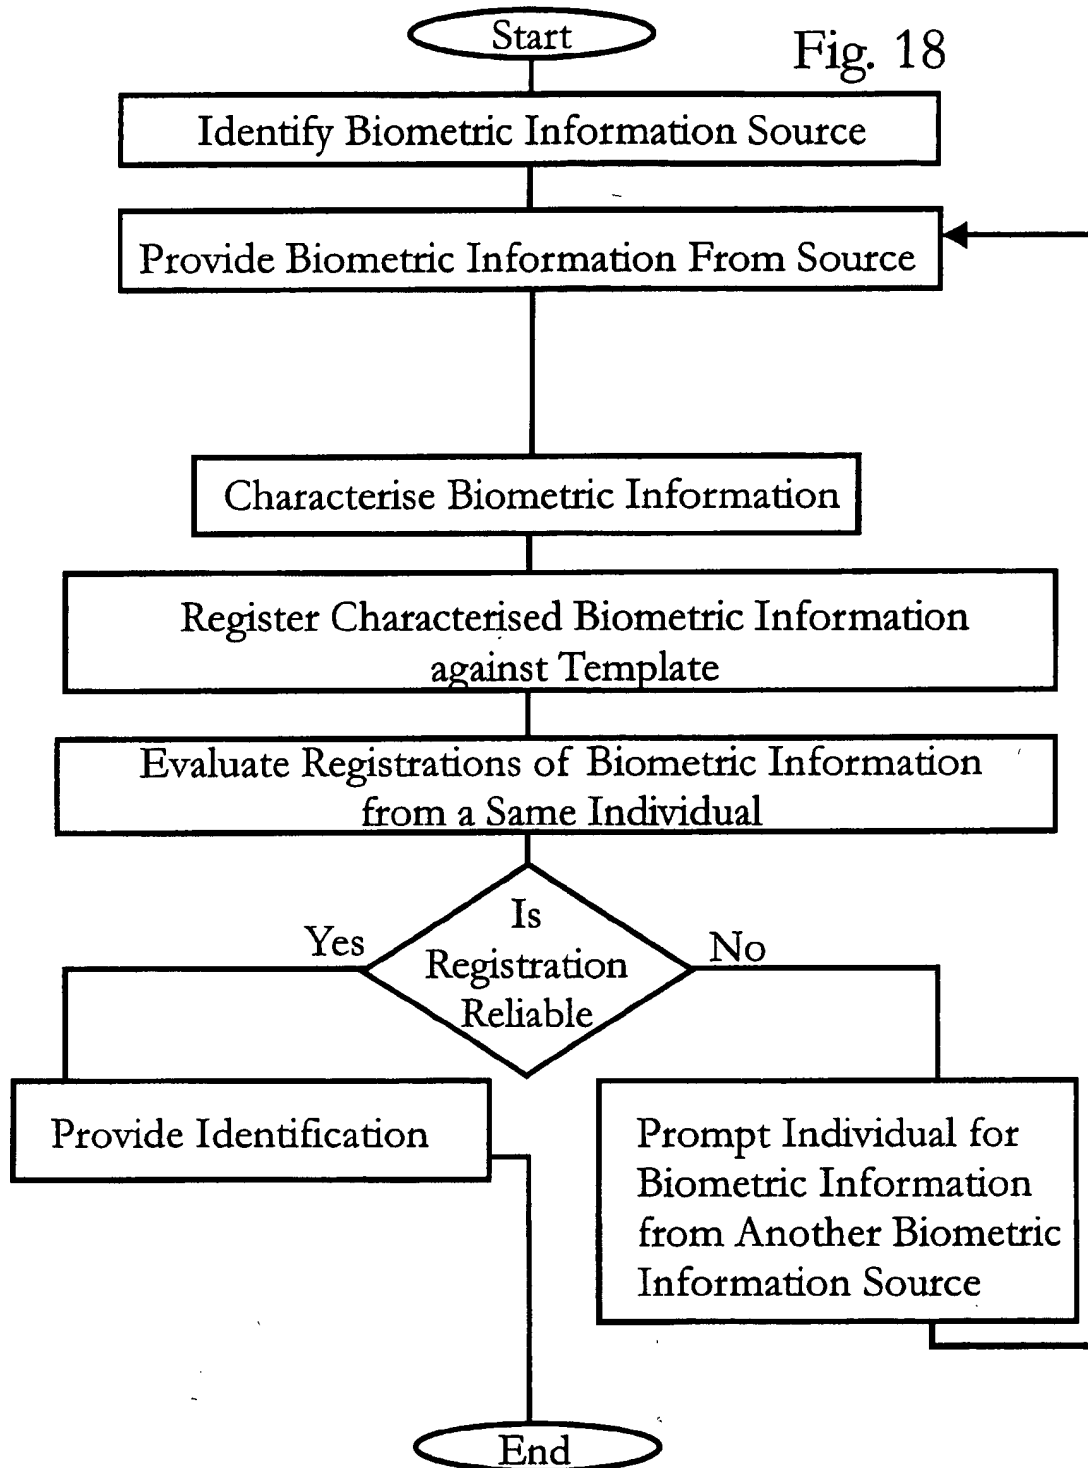 Start
Fig. 18
Identify Biometric Information Source
Provide Biometric Information From Source
Characterise Biometric Information
Register Characterised Biometric Information
against Template
Evaluate Registrations of Biometric Information
from a Same Individual
Is
Registration
Reliable
Yes
No
Provide Identification
Prompt Individual for
Biometric Information
from Another Biometric
Information Source
End